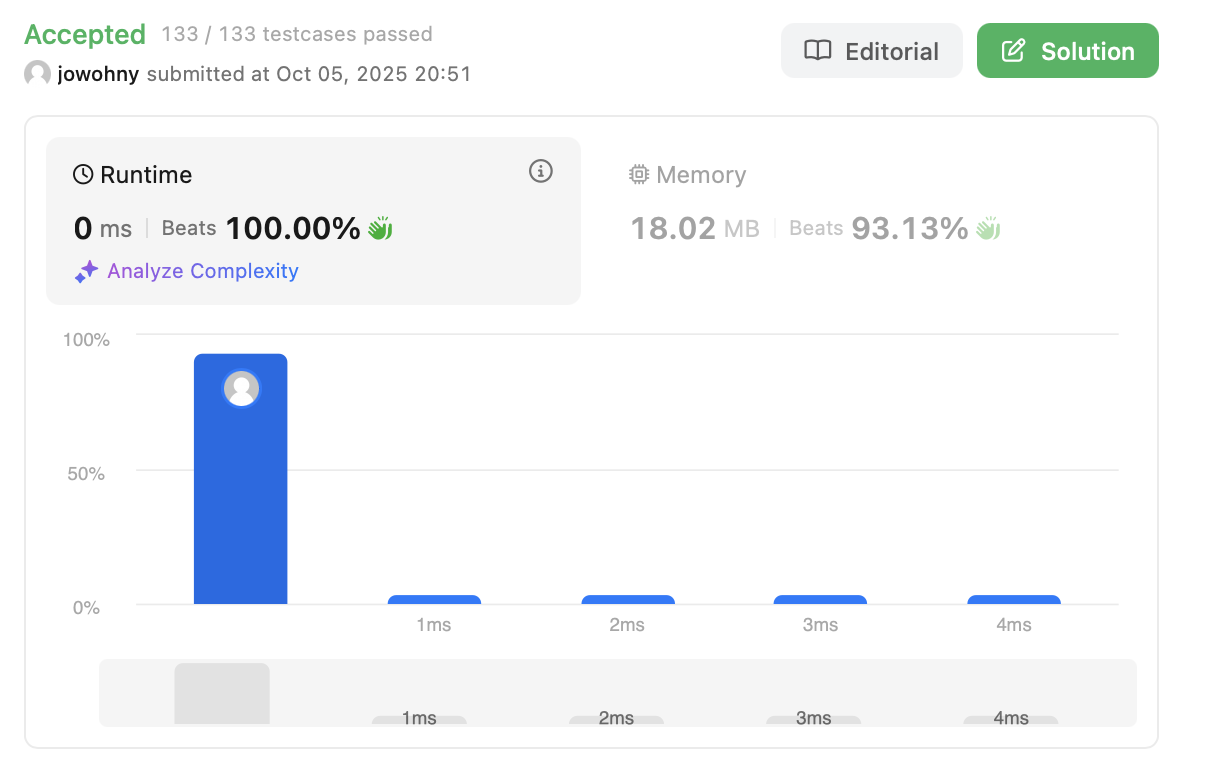 Accepted 133 / 133 testcases passed
jowohny submitted at Oct 05, 2025 20:51
Editorial
Solution
Runtime
0 ms Beats 100.00%
Analyze Complexity
Memory
18.02 MB Beats 93.13%
100%
50%
0%
1ms 2ms 3ms 4ms
1ms 2ms 3ms 4ms